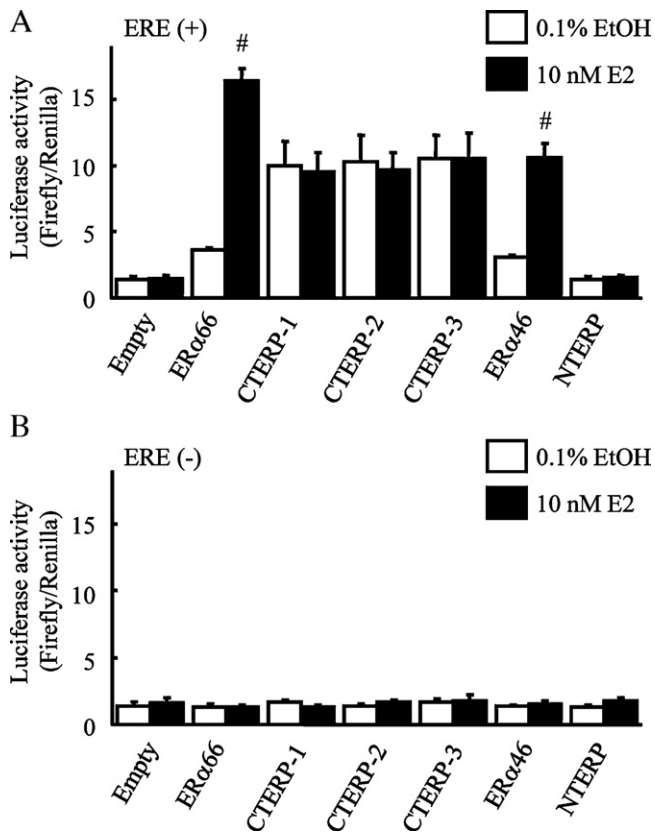 A
ERE (+)
#
#
0.1% EtOH
10 nM E2
Luciferase activity
(Firefly/Renilla)
15
10
5
0
Empty
ERα66
CTERP-1
CTERP-2
CTERP-3
ERα46
NTERP
B
ERE (-)
0.1% EtOH
10 nM E2
Luciferase activity
(Firefly/Renilla)
15
10
5
0
Empty
ERα66
CTERP-1
CTERP-2
CTERP-3
ERα46
NTERP